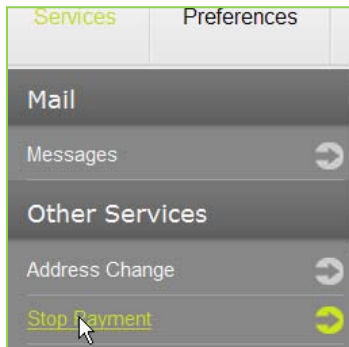 Services Preferences
Mail
Messages
Other Services
Address Change
Stop Payment